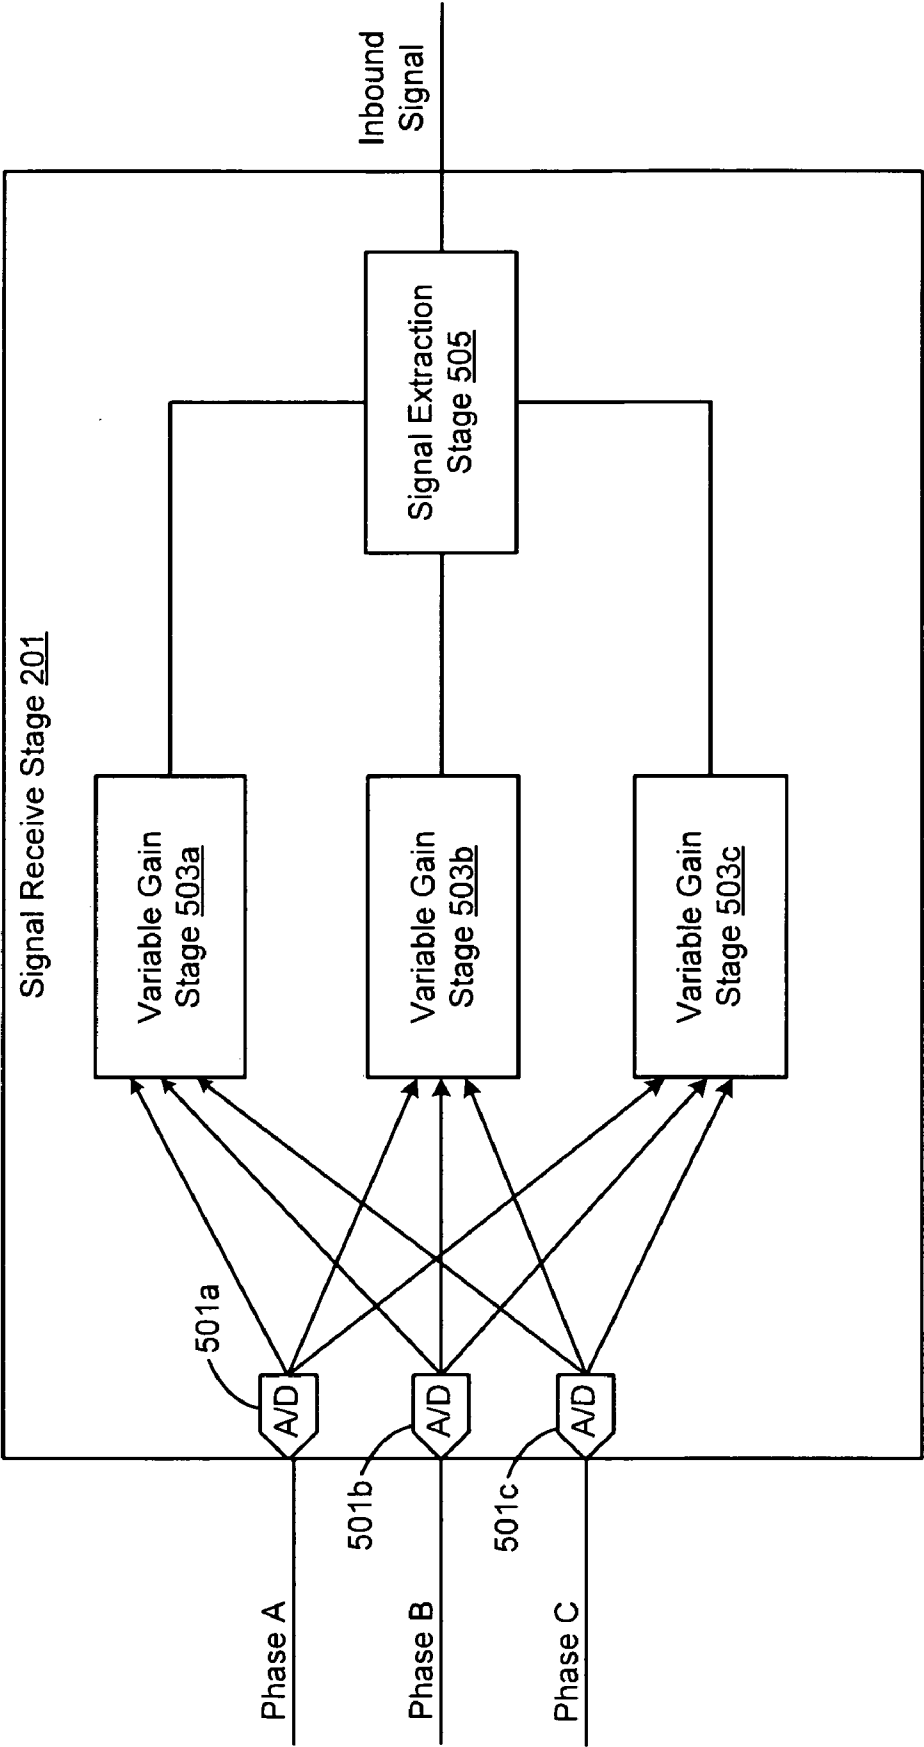 Signal Receive Stage 201
Phase A
501a
A/D
Variable Gain
Stage 503a
Phase B
501b
A/D
Variable Gain
Stage 503b
Signal Extraction
Stage 505
Inbound
Signal
Phase C
501c
A/D
Variable Gain
Stage 503c